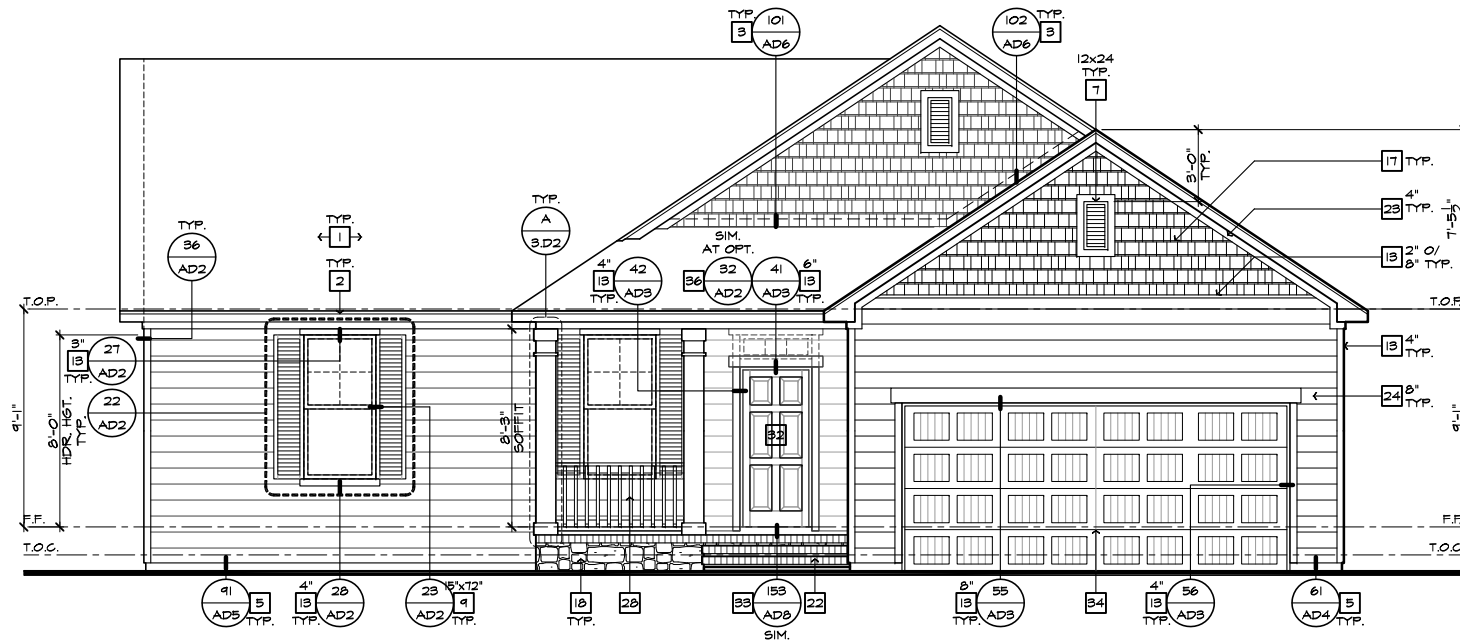 TYP.
3
101
AD6
102
AD6
TYP.
3
12x24
TYP.
7
3'-0"
TYP.
17 TYP.
4"
23 TYP.
13 2" O/
8" TYP.
TYP.
36
AD2
TYP.
1
TYP.
2
TYP.
A
3.D2
4"
13
TYP.
42
AD3
SIM.
AT OPT.
36
32
AD2
41
AD3
6"
13
TYP.
T.O.P.
3"
13
TYP.
27
AD2
22
AD2
9'-1"
8'-0"
HDR. HGT.
TYP.
8'-3"
SOFFIT
32
13 4"
TYP.
24 8"
TYP.
9'-1"
F.F.
F.F.
T.O.C.
T.O.C.
91
AD5
5
TYP.
4"
13
TYP.
28
AD2
23
AD2
15"x72"
9
TYP.
18
TYP.
28
33
153
AD8
SIM.
22
8"
13
TYP.
55
AD3
34
4"
13
TYP.
56
AD3
61
AD4
5
TYP.